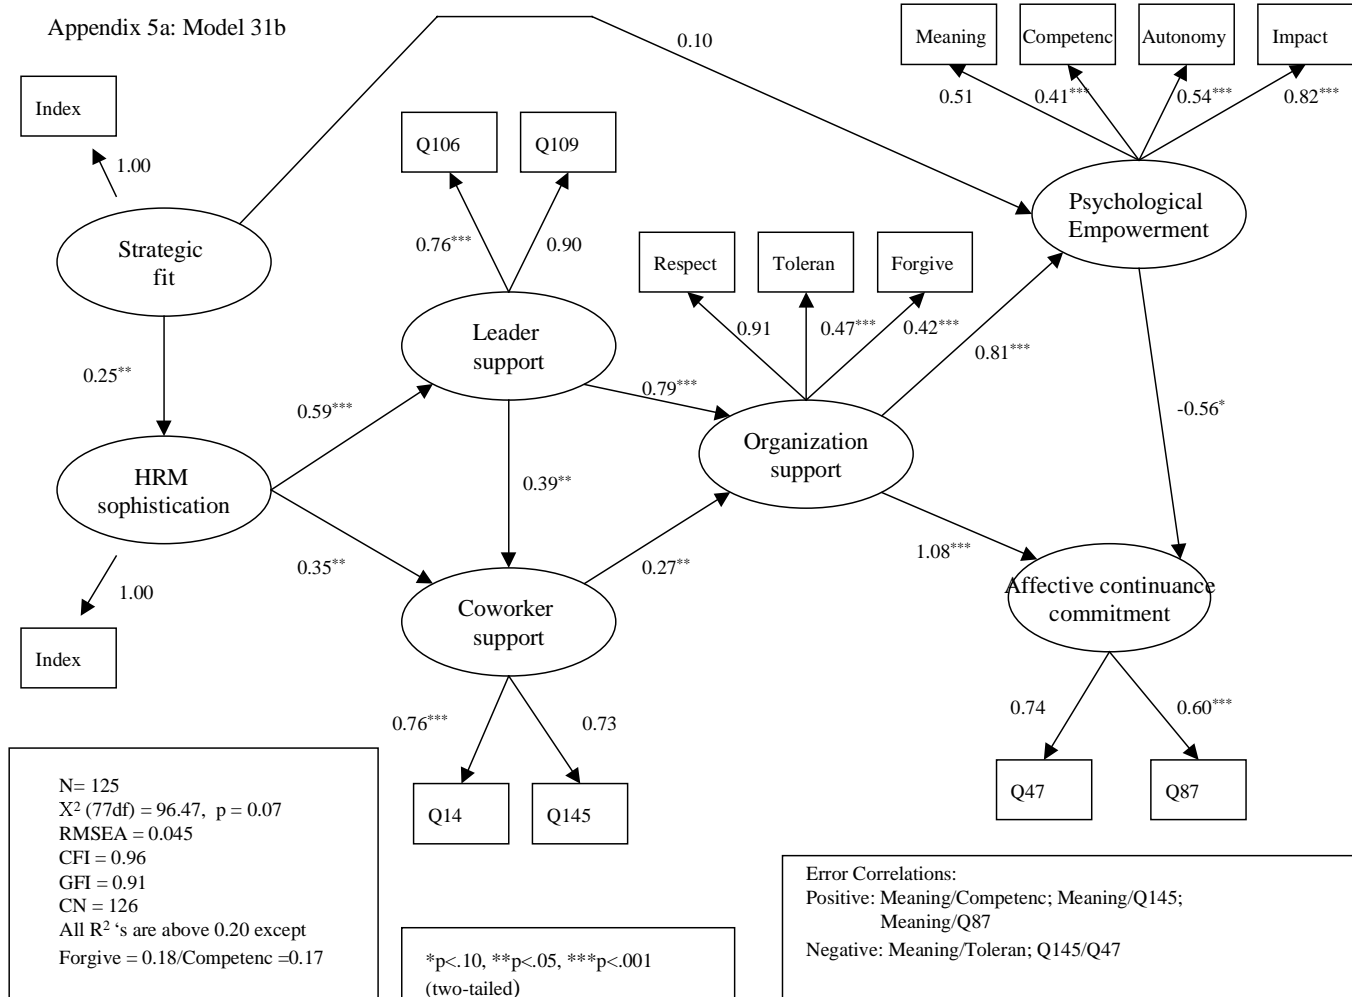 Appendix 5a: Model 31b
0.10
Meaning
Competenc
Autonomy
Impact
0.51
0.41***
0.54***
0.82***
Index
1.00
Q106
Q109
0.76***
0.90
Psychological
Empowerment
Strategic
fit
Respect
Toleran
Forgive
0.91
0.47***
0.42***
Leader
support
0.81***
0.25**
0.59***
0.79***
-0.56*
HRM
sophistication
Organization
support
0.39**
0.35**
0.27**
1.08***
1.00
Coworker
support
Affective continuance
commitment
Index
0.76***
0.73
0.74
0.60***
Q14
Q145
Q47
Q87
N= 125
X² (77df) = 96.47, p = 0.07
RMSEA = 0.045
CFI = 0.96
GFI = 0.91
CN = 126
All R² ‘s are above 0.20 except
Forgive = 0.18/Competenc =0.17
*p<.10, **p<.05, ***p<.001
(two-tailed)
Error Correlations:
Positive: Meaning/Competenc; Meaning/Q145;
Meaning/Q87
Negative: Meaning/Toleran; Q145/Q47